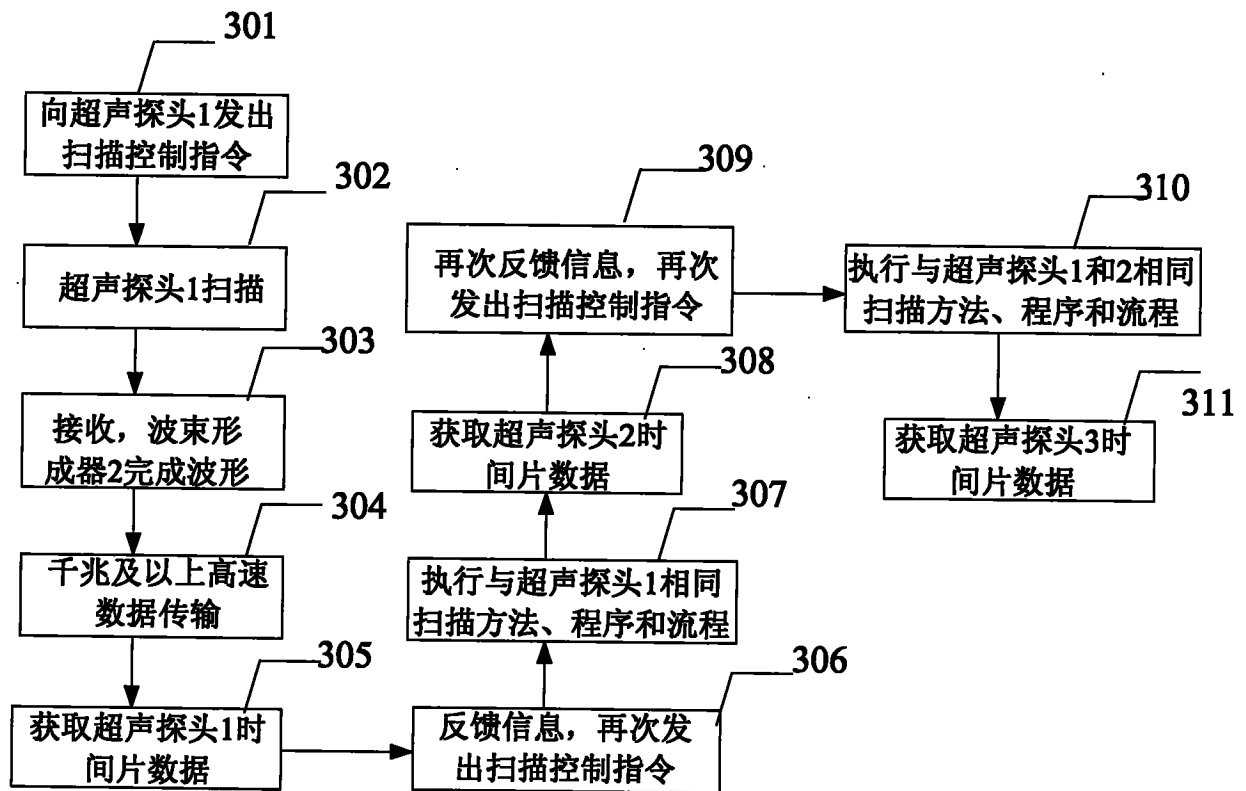 301
向超声探头1发出
扫描控制指令
302
超声探头1扫描
303
接收，波束形
成器2完成波形
304
千兆及以上高速
数据传输
305
获取超声探头1时
间片数据
306
反馈信息，再次发
出扫描控制指令
307
执行与超声探头1相同
扫描方法、程序和流程
308
获取超声探头2时
间片数据
309
再次反馈信息，再次
发出扫描控制指令
310
执行与超声探头1和2相同
扫描方法、程序和流程
311
获取超声探头3时
间片数据